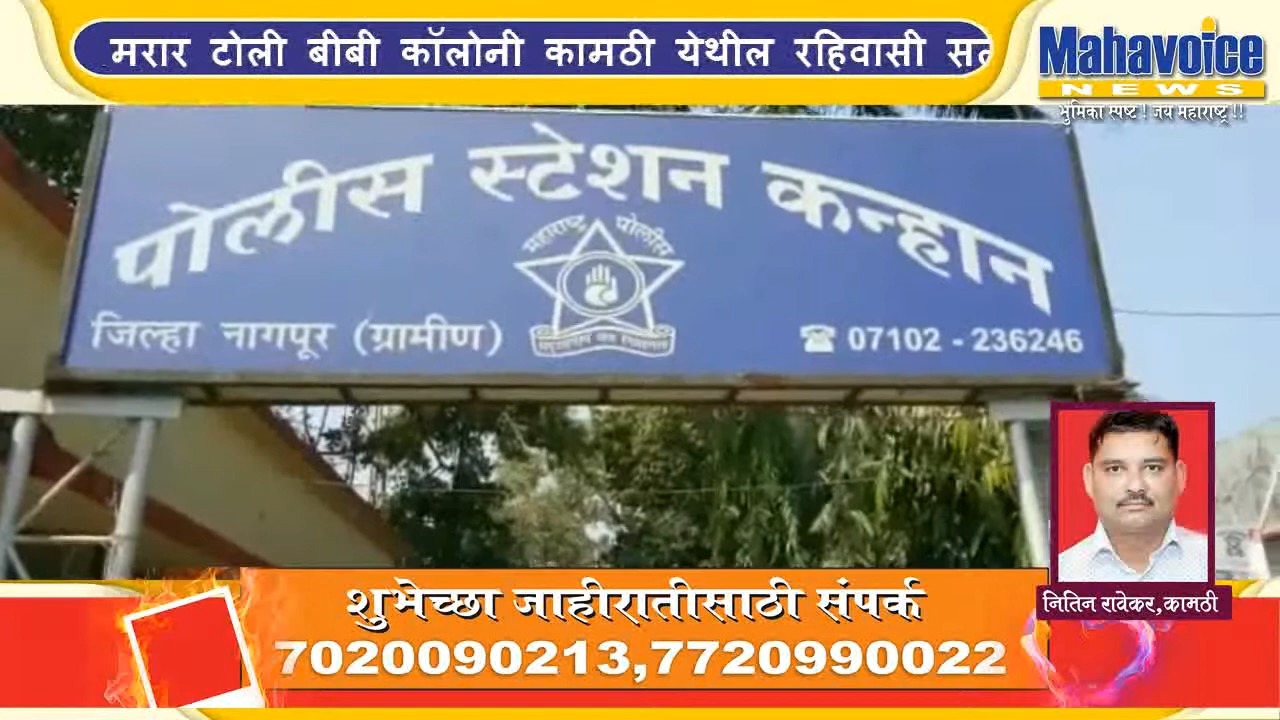 मरार टोली बीबी कॉलोनी कामठी येथील रहिवासी
Mahavoice
NEWS
भुमिका स्पष्ट ! जय महाराष्ट्र !!
पोलीस स्टेशन कन्हान
महाराष्ट्र पोलीस
जिल्हा नागपूर (ग्रामीण)
☎ 07102 - 236246
नितिन रावेकर,कामठी
शुभेच्छा जाहीरातीसाठी संपर्क
7020090213,7720990022